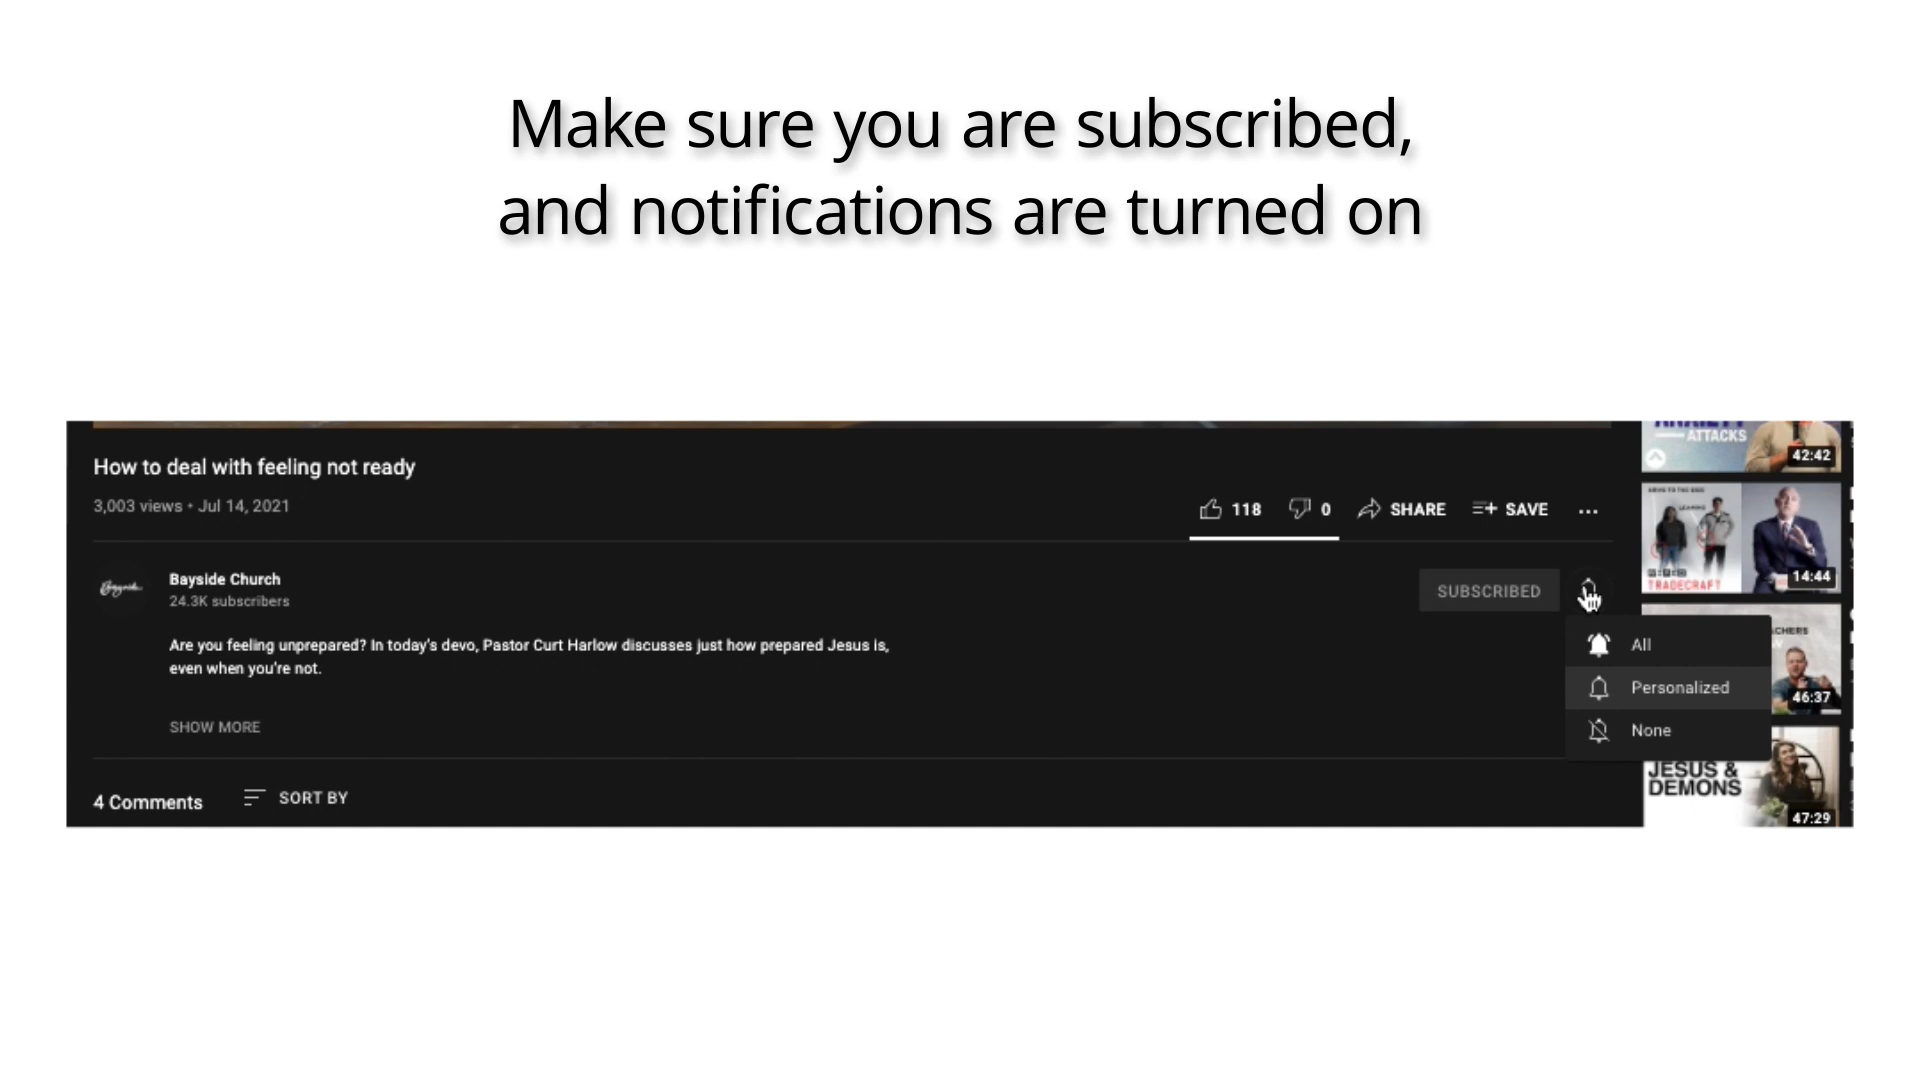 Make sure you are subscribed,
and notifications are turned on
How to deal with feeling not ready
3,003 views • Jul 14, 2021
118
0
SHARE
SAVE
Bayside Church
24.3K subscribers
SUBSCRIBED
Are you feeling unprepared? In today's devo, Pastor Curt Harlow discusses just how prepared Jesus is,
even when you're not.
SHOW MORE
4 Comments
SORT BY
All
Personalized
None
ATTACKS
42:42
TRADECRAFT
14:44
46:37
JESUS &
DEMONS
47:29